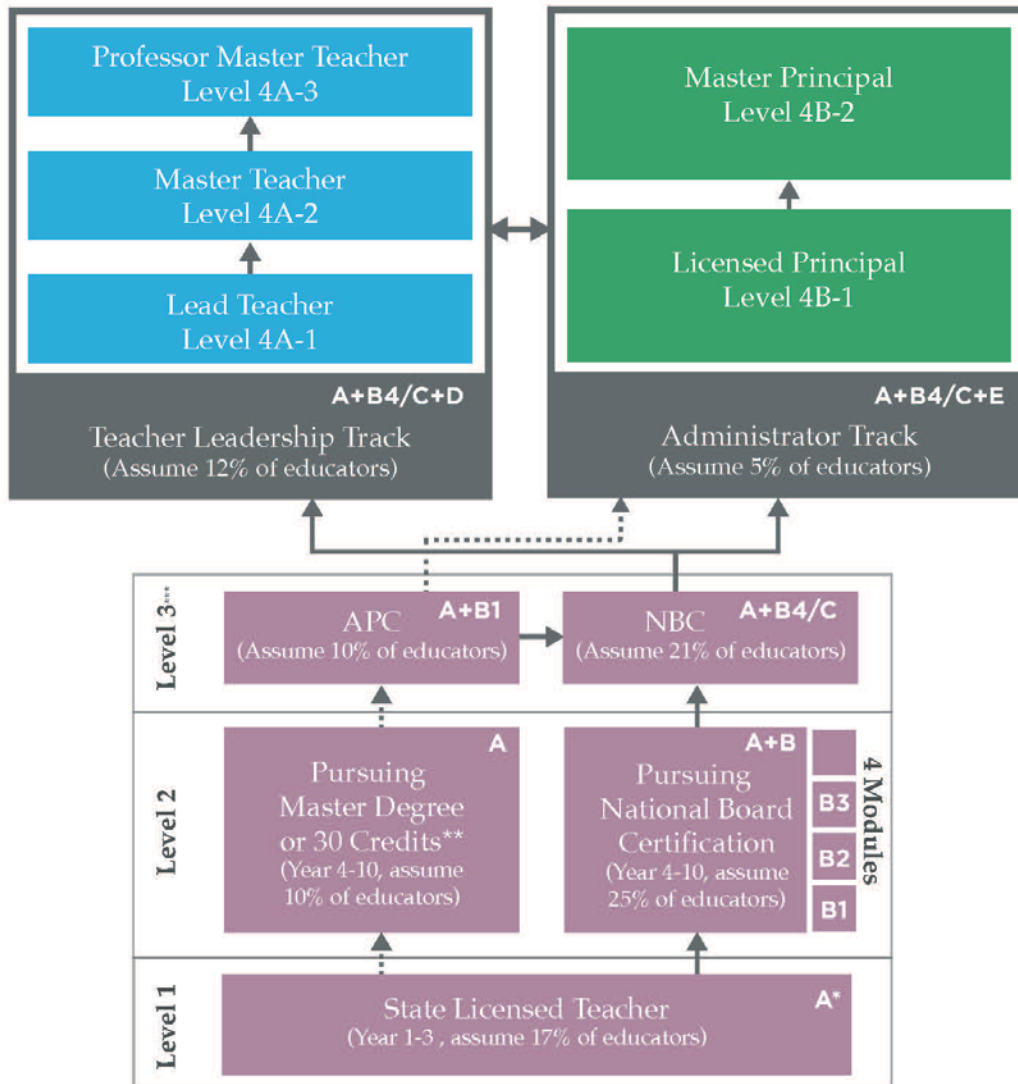 Professor Master Teacher
Level 4A-3
Master Teacher
Level 4A-2
Lead Teacher
Level 4A-1
A+B4/C+D
Teacher Leadership Track
(Assume 12% of educators)
Master Principal
Level 4B-2
Licensed Principal
Level 4B-1
A+B4/C+E
Administrator Track
(Assume 5% of educators)
Level 3***
A+B1
APC
(Assume 10% of educators)
A+B4/C
NBC
(Assume 21% of educators)
Level 2
A
Pursuing
Master Degree
or 30 Credits**
(Year 4-10, assume
10% of educators)
A+B
Pursuing
National Board
Certification
(Year 4-10, assume
25% of educators)
B3
B2
B1
4 Modules
Level 1
A*
State Licensed Teacher
(Year 1-3 , assume 17% of educators)